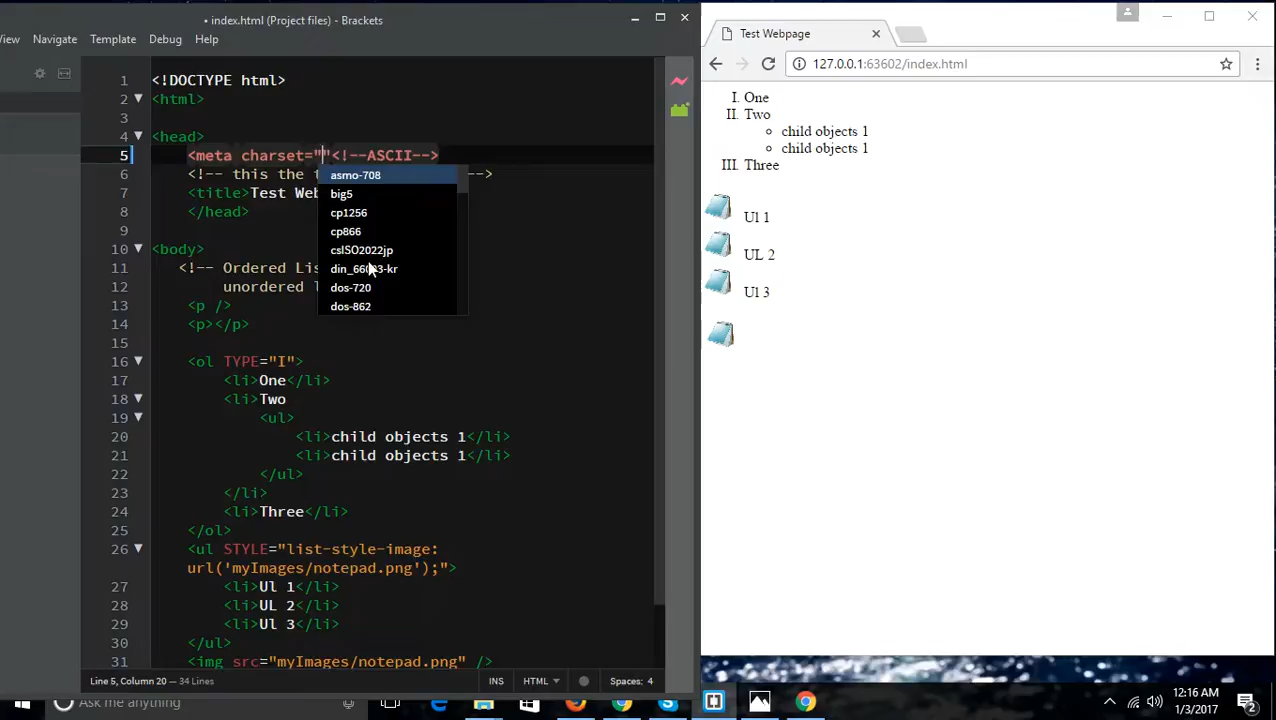 • index.html (Project files) - Brackets
View Navigate Template Debug Help
1 <!DOCTYPE html>
2 <html>
3
4 <head>
5 <meta charset=""<!--ASCII-->
6 <!-- this the t -->
7 <title>Test Web
8 </head>
9
10 <body>
11 <!-- Ordered Lis
12 unordered l
13 <p />
14 <p></p>
15
16 <ol TYPE="I">
17 <li>One</li>
18 <li>Two
19 <ul>
20 <li>child objects 1</li>
21 <li>child objects 1</li>
22 </ul>
23 </li>
24 <li>Three</li>
25 </ol>
26 <ul STYLE="list-style-image:
url('myImages/notepad.png');">
27 <li>Ul 1</li>
28 <li>UL 2</li>
29 <li>Ul 3</li>
30 </ul>
31 <img src="myImages/notepad.png" />
asmo-708
big5
cp1256
cp866
csISO2022jp
dos-720
dos-862
Line 5, Column 20 — 34 Lines
INS HTML Spaces: 4
Test Webpage
127.0.0.1:63602/index.html
I. One
II. Two
child objects 1
child objects 1
III. Three
Ul 1
UL 2
Ul 3
Ask me anything
12:16 AM
1/3/2017
2